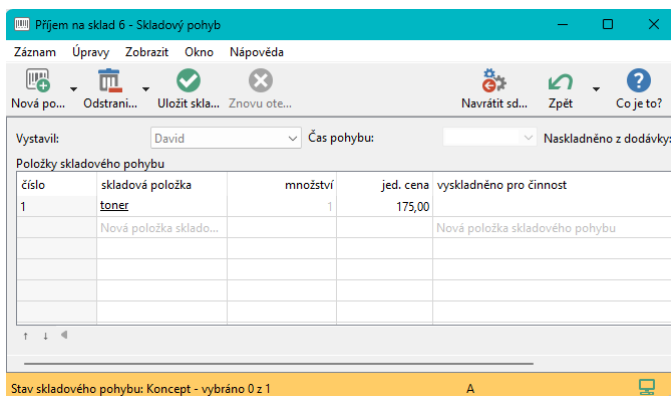 Příjem na sklad 6 - Skladový pohyb
Záznam Úpravy Zobrazit Okno Nápověda
Nová po... Odstrani... Uložit skla... Znovu ote... Navrátit sd... Zpět Co je to?
Vystavil: David Čas pohybu: Naskladněno z dodávky:
Položky skladového pohybu
číslo skladová položka množství jed. cena vyskladněno pro činnost
1 toner 1 175,00
Nová položka sklado... Nová položka skladového pohybu
Stav skladového pohybu: Koncept - vybráno 0 z 1 A